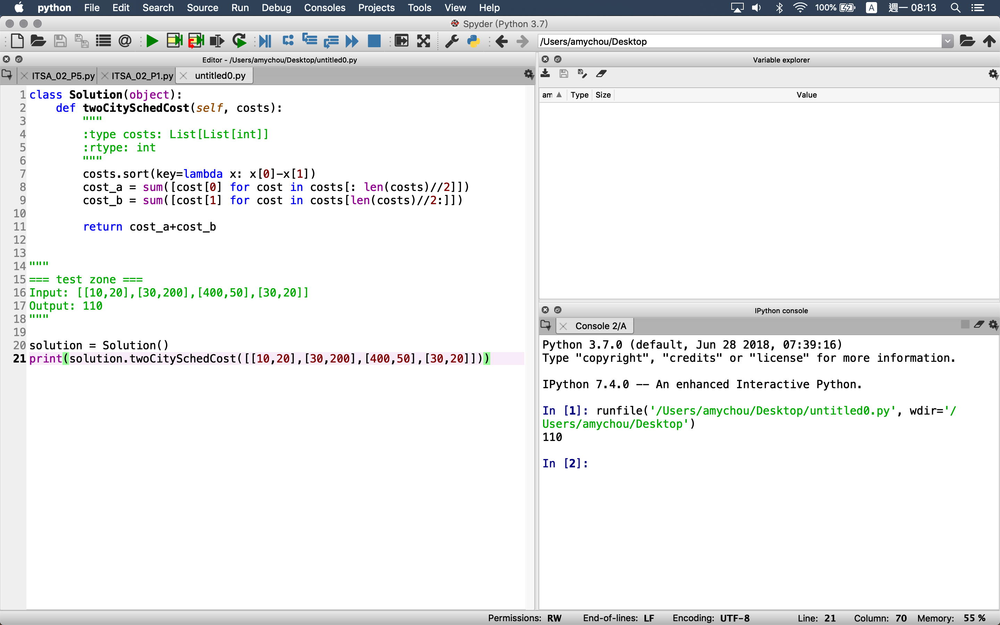 python File Edit Search Source Run Debug Consoles Projects Tools View Help 100% A 週一 08:13
Spyder (Python 3.7)
/Users/amychou/Desktop
Editor - /Users/amychou/Desktop/untitled0.py
ITSA_02_P5.py ITSA_02_P1.py untitled0.py
1 class Solution(object):
2     def twoCitySchedCost(self, costs):
3         """
4         :type costs: List[List[int]]
5         :rtype: int
6         """
7         costs.sort(key=lambda x: x[0]-x[1])
8         cost_a = sum([cost[0] for cost in costs[: len(costs)//2]])
9         cost_b = sum([cost[1] for cost in costs[len(costs)//2:]])
10
11         return cost_a+cost_b
12
13
14 """
15 === test zone ===
16 Input: [[10,20],[30,200],[400,50],[30,20]]
17 Output: 110
18 """
19
20 solution = Solution()
21 print(solution.twoCitySchedCost([[10,20],[30,200],[400,50],[30,20]]))
Variable explorer
am Type Size Value
IPython console
Console 2/A
Python 3.7.0 (default, Jun 28 2018, 07:39:16)
Type "copyright", "credits" or "license" for more information.
IPython 7.4.0 -- An enhanced Interactive Python.
In [1]: runfile('/Users/amychou/Desktop/untitled0.py', wdir='/
Users/amychou/Desktop')
110
In [2]:
Permissions: RW End-of-lines: LF Encoding: UTF-8 Line: 21 Column: 70 Memory: 55 %